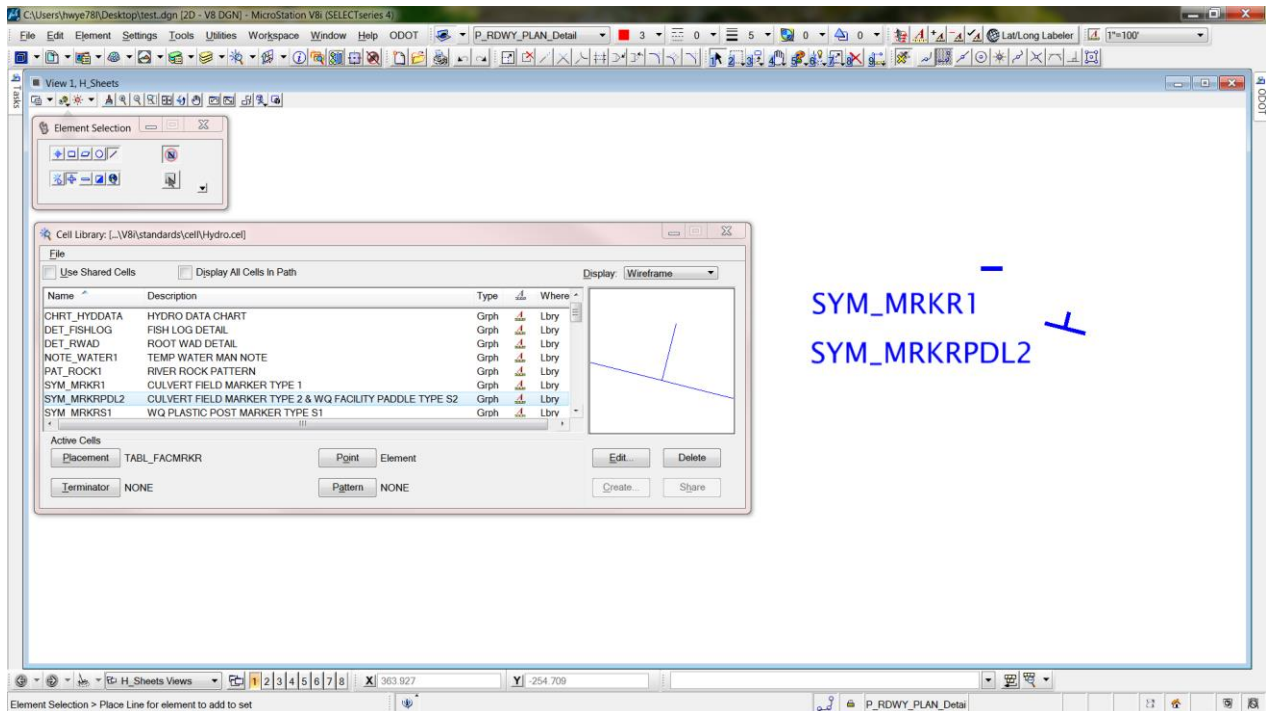 C:\Users\hwye78l\Desktop\test..dgn [2D - V8 DGN] - MicroStation V8i (SELECTseries 4)
File Edit Element Settings Tools Utilities Workspace Window Help ODOT P_RDWY_PLAN_Detail 3 0 5 0 0 Lat/Long Labeler 1"=100'
View 1, H_Sheets
Tasks
ODOT
Element Selection
Cell Library: [...\V8i\standards\cell\Hydro.cel]
File
Use Shared Cells Display All Cells In Path Display: Wireframe
Name Description Type Where
CHRT_HYDDATA HYDRO DATA CHART Grph Lbry
DET_FISHLOG FISH LOG DETAIL Grph Lbry
DET_RWAD ROOT WAD DETAIL Grph Lbry
NOTE_WATER1 TEMP WATER MAN NOTE Grph Lbry
PAT_ROCK1 RIVER ROCK PATTERN Grph Lbry
SYM_MRKR1 CULVERT FIELD MARKER TYPE 1 Grph Lbry
SYM_MRKRPDL2 CULVERT FIELD MARKER TYPE 2 & WQ FACILITY PADDLE TYPE S2 Grph Lbry
SYM_MRKRS1 WQ PLASTIC POST MARKER TYPE S1 Grph Lbry
Active Cells
Placement TABL_FACMRKR Point Element Edit... Delete
Terminator NONE Pattern NONE Create... Share
SYM_MRKR1
SYM_MRKRPDL2
H_Sheets Views 1 2 3 4 5 6 7 8 X 363.927 Y -254.709
Element Selection > Place Line for element to add to set P_RDWY_PLAN_Detai